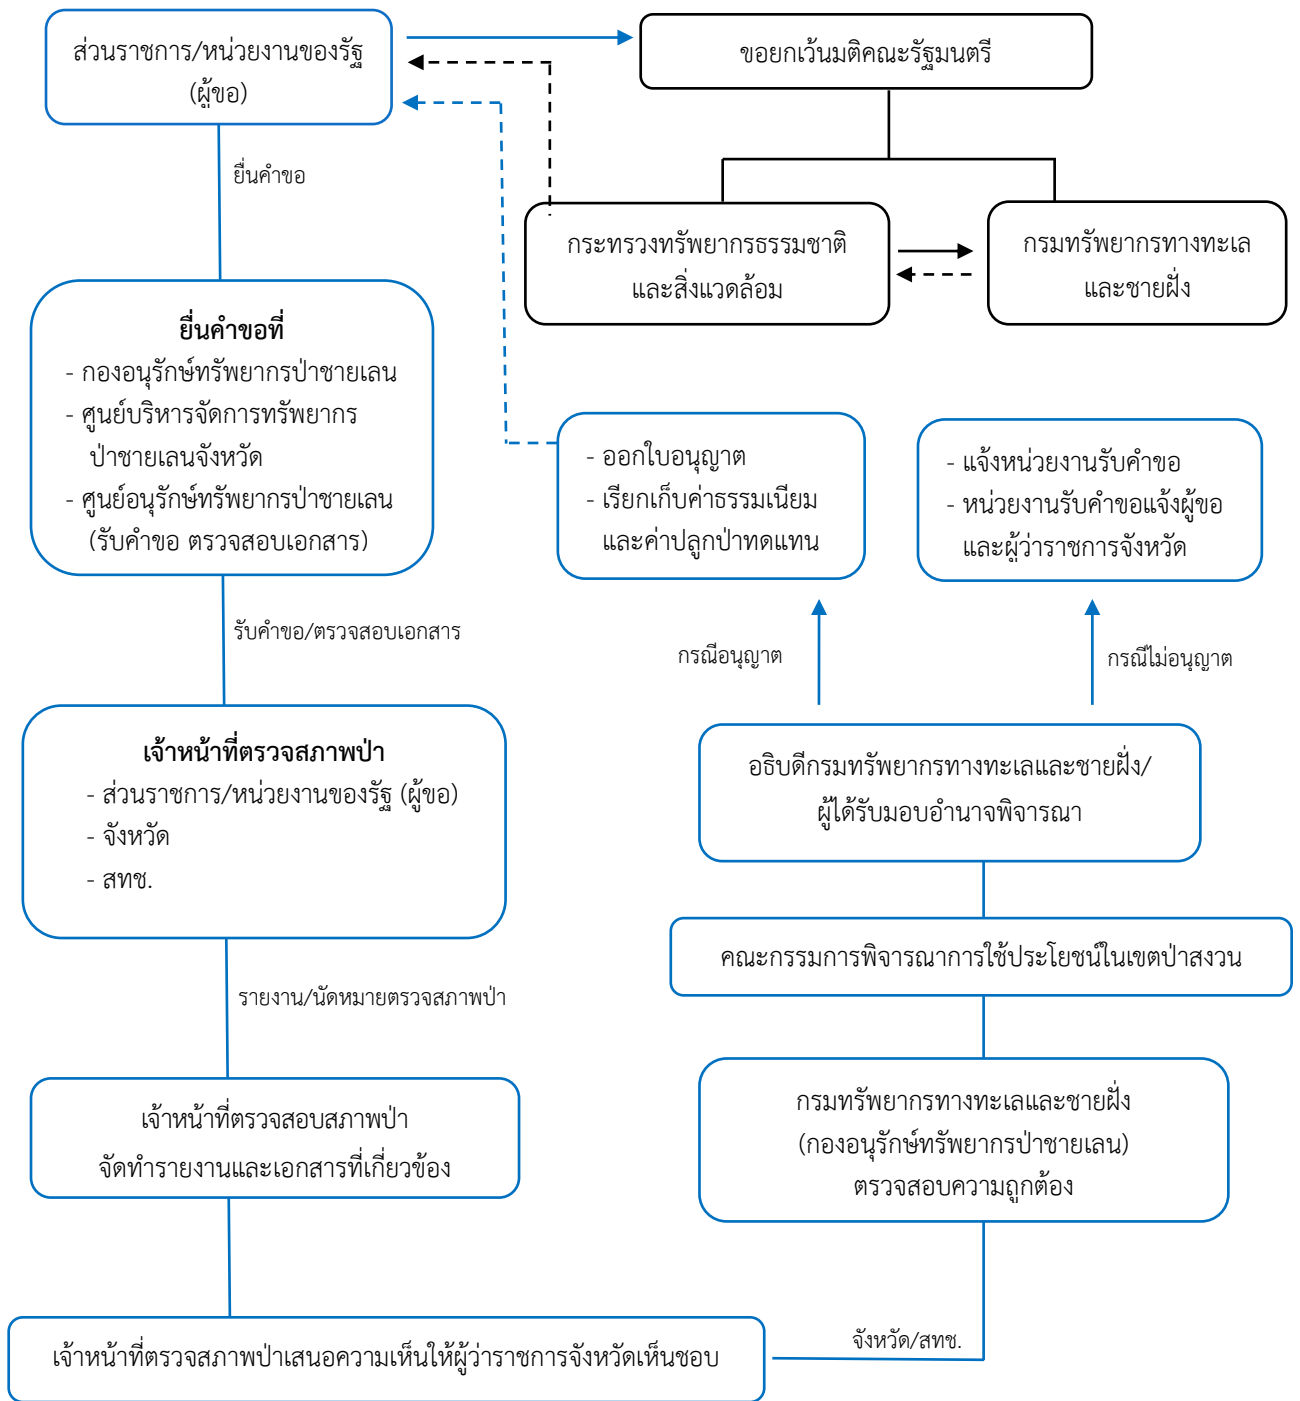 ส่วนราชการ/หน่วยงานของรัฐ
(ผู้ขอ)
ขอยกเว้นมติคณะรัฐมนตรี
ยื่นคำขอ
กระทรวงทรัพยากรธรรมชาติ
และสิ่งแวดล้อม
กรมทรัพยากรทางทะเล
และชายฝั่ง
ยื่นคำขอที่
- กองอนุรักษ์ทรัพยากรป่าชายเลน
- ศูนย์บริหารจัดการทรัพยากร
ป่าชายเลนจังหวัด
- ศูนย์อนุรักษ์ทรัพยากรป่าชายเลน
(รับคำขอ ตรวจสอบเอกสาร)
- ออกใบอนุญาต
- เรียกเก็บค่าธรรมเนียม
และค่าปลูกป่าทดแทน
- แจ้งหน่วยงานรับคำขอ
- หน่วยงานรับคำขอแจ้งผู้ขอ
และผู้ว่าราชการจังหวัด
รับคำขอ/ตรวจสอบเอกสาร
กรณีอนุญาต
กรณีไม่อนุญาต
เจ้าหน้าที่ตรวจสภาพป่า
- ส่วนราชการ/หน่วยงานของรัฐ (ผู้ขอ)
- จังหวัด
- สทช.
อธิบดีกรมทรัพยากรทางทะเลและชายฝั่ง/
ผู้ได้รับมอบอำนาจพิจารณา
คณะกรรมการพิจารณาการใช้ประโยชน์ในเขตป่าสงวน
รายงาน/นัดหมายตรวจสภาพป่า
เจ้าหน้าที่ตรวจสอบสภาพป่า
จัดทำรายงานและเอกสารที่เกี่ยวข้อง
กรมทรัพยากรทางทะเลและชายฝั่ง
(กองอนุรักษ์ทรัพยากรป่าชายเลน)
ตรวจสอบความถูกต้อง
เจ้าหน้าที่ตรวจสภาพป่าเสนอความเห็นให้ผู้ว่าราชการจังหวัดเห็นชอบ
จังหวัด/สทช.